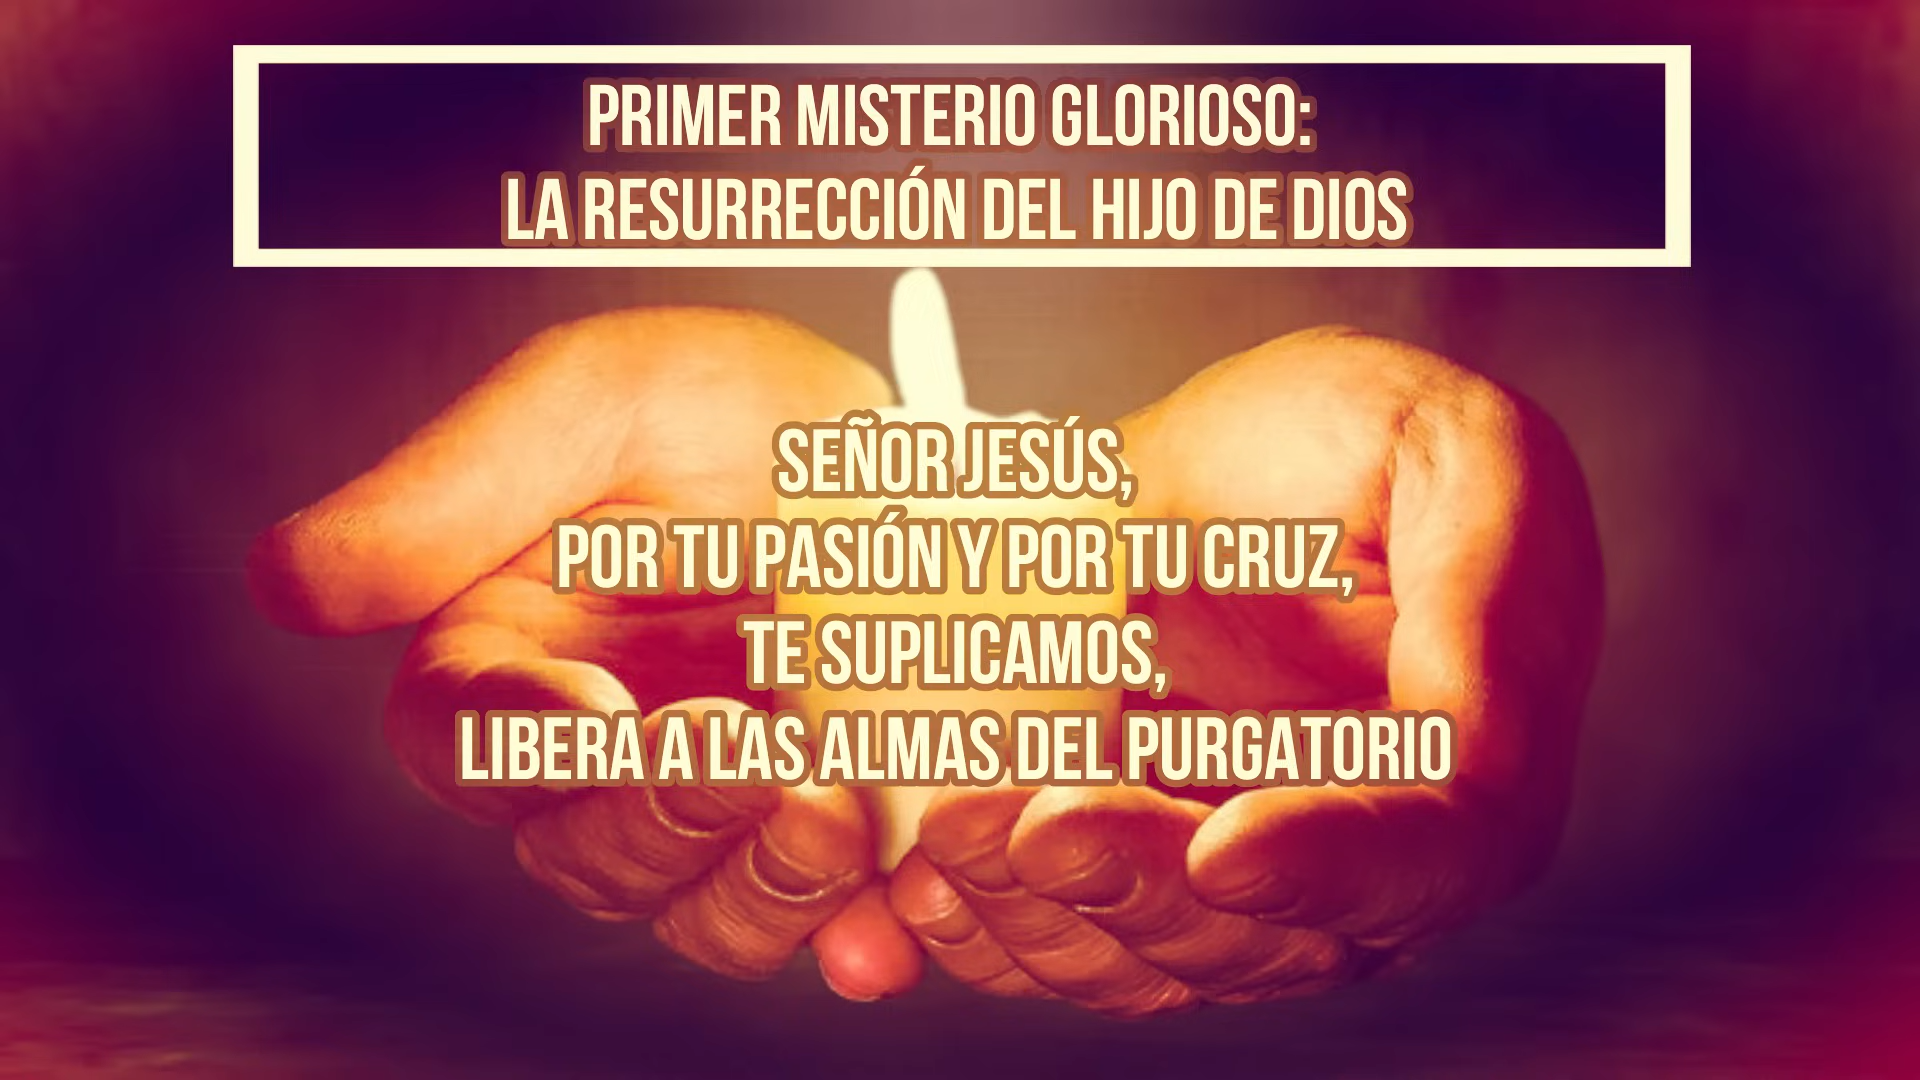 PRIMER MISTERIO GLORIOSO:
LA RESURRECCIÓN DEL HIJO DE DIOS
SEÑOR JESÚS,
POR TU PASIÓN Y POR TU CRUZ,
TE SUPLICAMOS,
LIBERA A LAS ALMAS DEL PURGATORIO